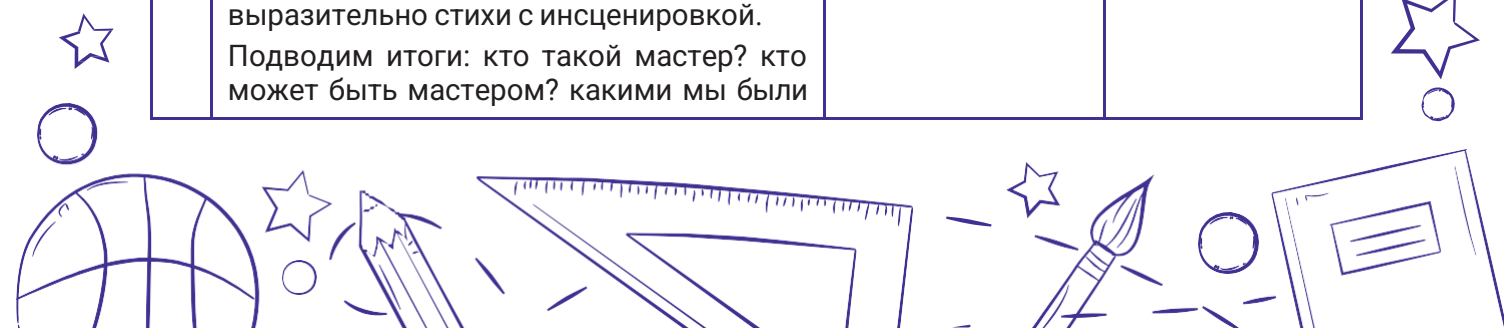 выразительно стихи с инсценировкой.
Подводим итоги: кто такой мастер? кто
может быть мастером? какими мы были